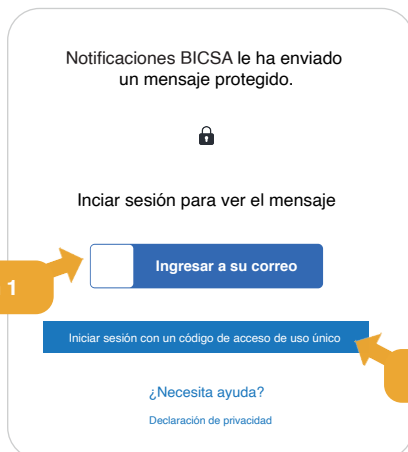 Notificaciones BICSA le ha enviado
un mensaje protegido.
Inciar sesión para ver el mensaje
1
Ingresar a su correo
Iniciar sesión con un código de acceso de uso único
¿Necesita ayuda?
Declaración de privacidad